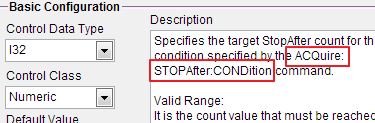 Basic Configuration
Control Data Type
I32
Control Class
Numeric
Default Value
Description
Specifies the target StopAfter count for th
condition specified by the ACQuire:
STOPAfter:CONDition command.
Valid Range:
It is the count value that must be reached